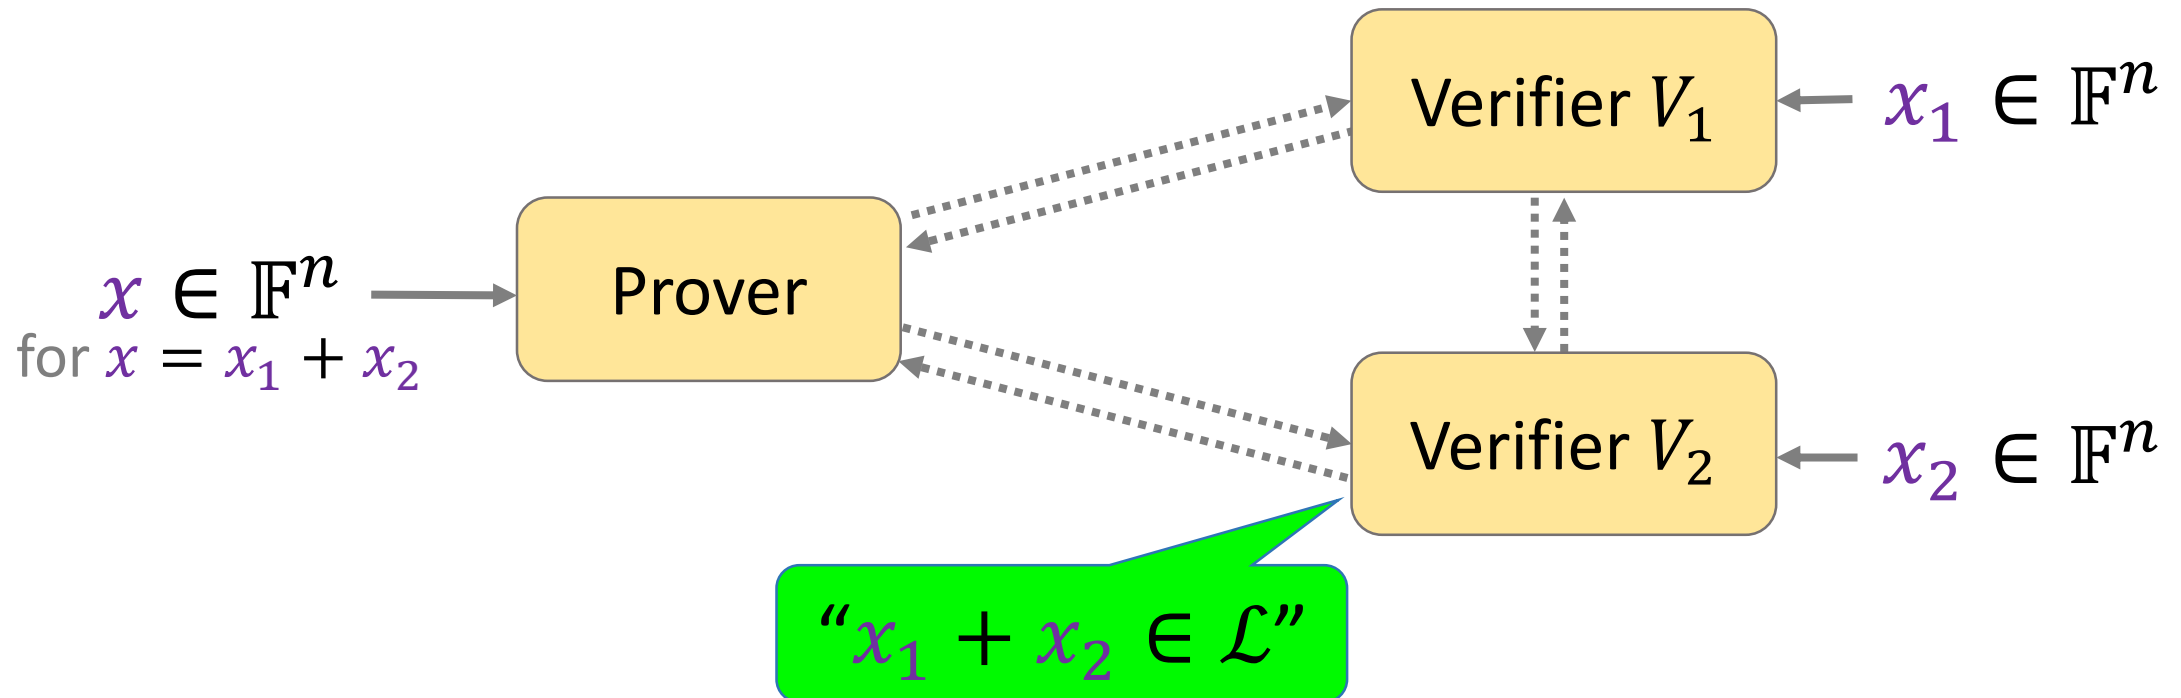 Verifier V₁
x₁ ∈ 𝔽ⁿ
x ∈ 𝔽ⁿ
for x = x₁ + x₂
Prover
Verifier V₂
x₂ ∈ 𝔽ⁿ
“x₁ + x₂ ∈ ℒ”